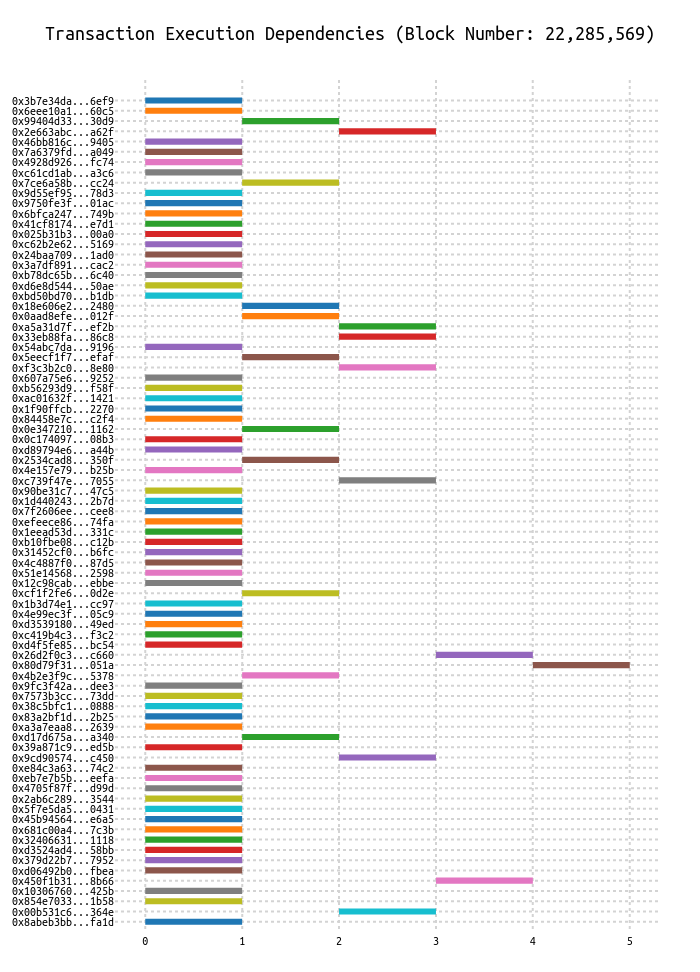 Transaction Execution Dependencies (Block Number: 22,285,569)
0x3b7e34da...6ef9
0x6eee10a1...60c5
0x99404d33...30d9
0x2e663abc...a62f
0x46bb816c...9405
0x7a6379fd...a049
0x4928d926...fc74
0xc61cd1ab...a3c6
0x7ce6a58b...cc24
0x9d55ef95...78d3
0x9750fe3f...01ac
0x6bfca247...749b
0x41cf8174...e7d1
0x025b31b3...00a0
0xc62b2e62...5169
0x24baa709...1ad0
0x3a7df891...cac2
0xb78dc65b...6c40
0xd6e8d544...50ae
0xbd50bd70...b1db
0x18e606e2...2480
0x0aad8efe...012f
0xa5a31d7f...ef2b
0x33eb88fa...86c8
0x54abc7da...9196
0x5eecf1f7...efaf
0xf3c3b2c0...8e80
0x607a75e6...9252
0xb56293d9...f58f
0xac01632f...1421
0x1f90ffcb...2270
0x84458e7c...c2f4
0x0e347210...1162
0x0c174097...08b3
0xd89794e6...a44b
0x2534cad8...350f
0x4e157e79...b25b
0xc739f47e...7055
0x90be31c7...47c5
0x1d440243...2b7d
0x7f2606ee...cee8
0xefeece86...74fa
0x1eead53d...331c
0xb10fbe08...c12b
0x31452cf0...b6fc
0x4c4887f0...87d5
0x51e14568...2598
0x12c98cab...ebbe
0xcf1f2fe6...0d2e
0x1b3d74e1...cc97
0x4e99ec3f...05c9
0xd3539180...49ed
0xc419b4c3...f3c2
0xd4f5fe85...bc54
0x26d2f0c3...c660
0x80d79f31...051a
0x4b2e3f9c...5378
0x9fc3f42a...dee3
0x7573b3cc...73dd
0x38c5bfc1...0888
0x83a2bf1d...2b25
0xa3a7eaa8...2639
0xd17d675a...a340
0x39a871c9...ed5b
0x9cd90574...c450
0xe84c3a63...74c2
0xeb7e7b5b...eefa
0x4705f87f...d99d
0x2ab6c289...3544
0x5f7e5da5...0431
0x45b94564...e6a5
0x681c00a4...7c3b
0x32406631...1118
0xd3524ad4...58bb
0x379d22b7...7952
0xd06492b0...fbea
0x450f1b31...8b66
0x10306760...425b
0x854e7033...1b58
0x00b531c6...364e
0x8abeb3bb...fa1d
0 1 2 3 4 5